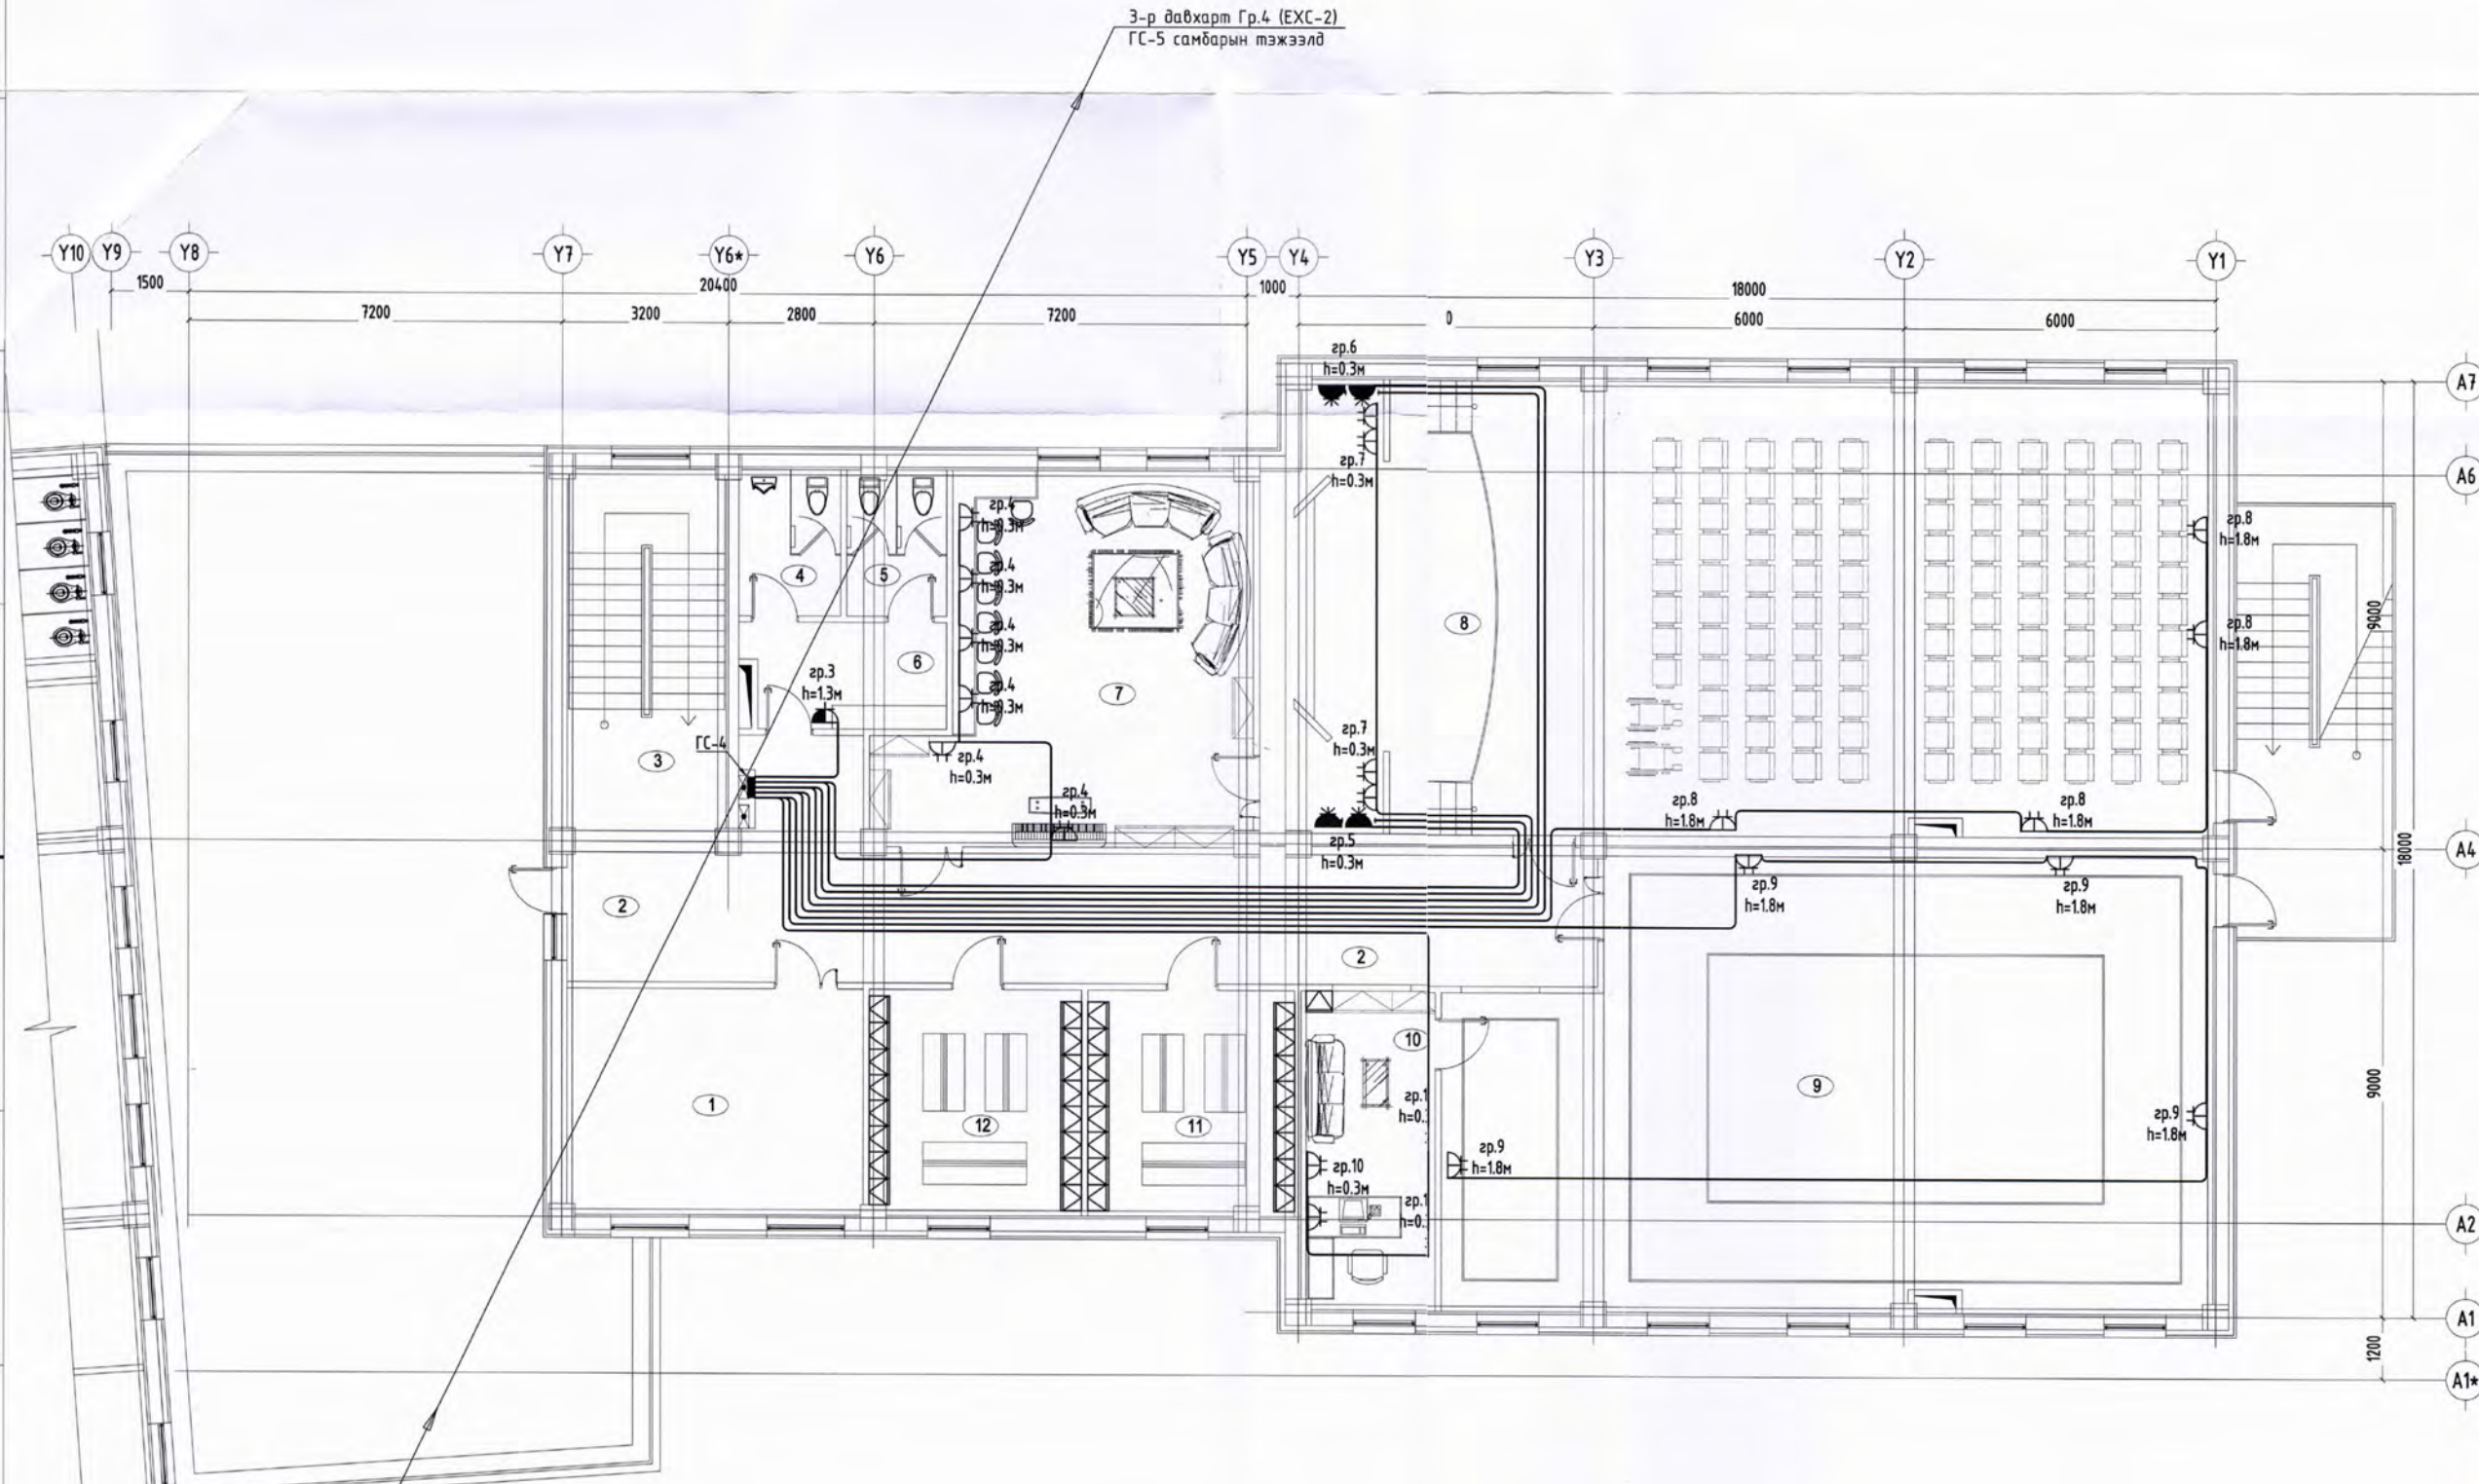 3-р давхарт Гр.4 (ЕХС-2)
ГС-5 самбарын тэжээлд
Y10
Y9
Y8
Y7
Y6*
Y6
Y5
Y4
Y3
Y2
Y1
1500
20400
1000
18000
7200
3200
2800
7200
0
6000
6000
гр.6
h=0.3м
A7
гр.7
h=0.3м
A6
гр.4
h=0.3м
гр.8
h=1.8м
4
5
гр.4
h=0.3м
9000
8
гр.4
h=0.3м
гр.8
h=1.8м
6
гр.3
h=1.3м
гр.4
h=0.3м
7
ГС-4
3
гр.7
h=0.3м
гр.4
h=0.3м
гр.4
h=0.3м
гр.8
h=1.8м
гр.8
h=1.8м
гр.5
h=0.3м
18000
A4
гр.9
h=1.8м
гр.9
h=1.8м
2
2
10
9
9000
1
12
11
гр.1
h=0.
гр.9
h=1.8м
гр.9
h=1.8м
гр.10
h=0.3м
гр.1
h=0.
A2
A1
1200
A1*